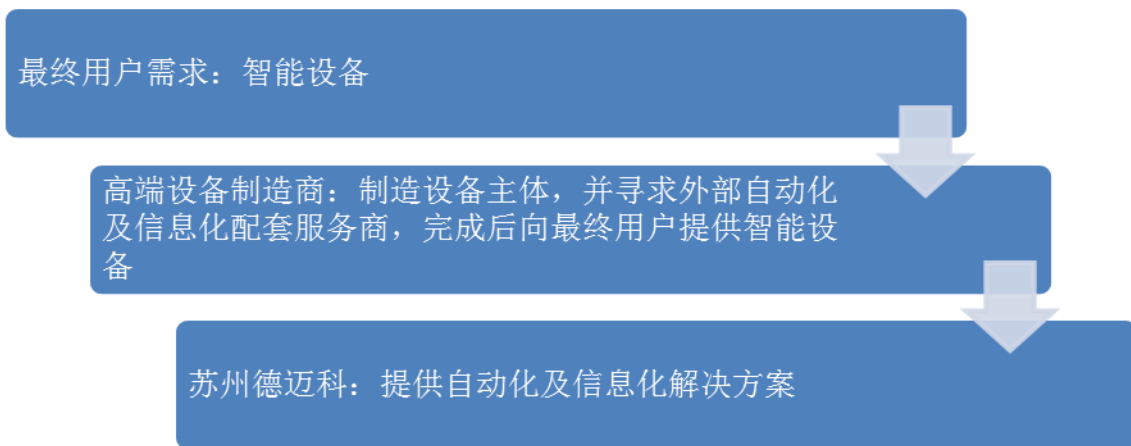 最终用户需求：智能设备
高端设备制造商：制造设备主体，并寻求外部自动化
及信息化配套服务商，完成后向最终用户提供智能设
备
苏州德迈科：提供自动化及信息化解决方案